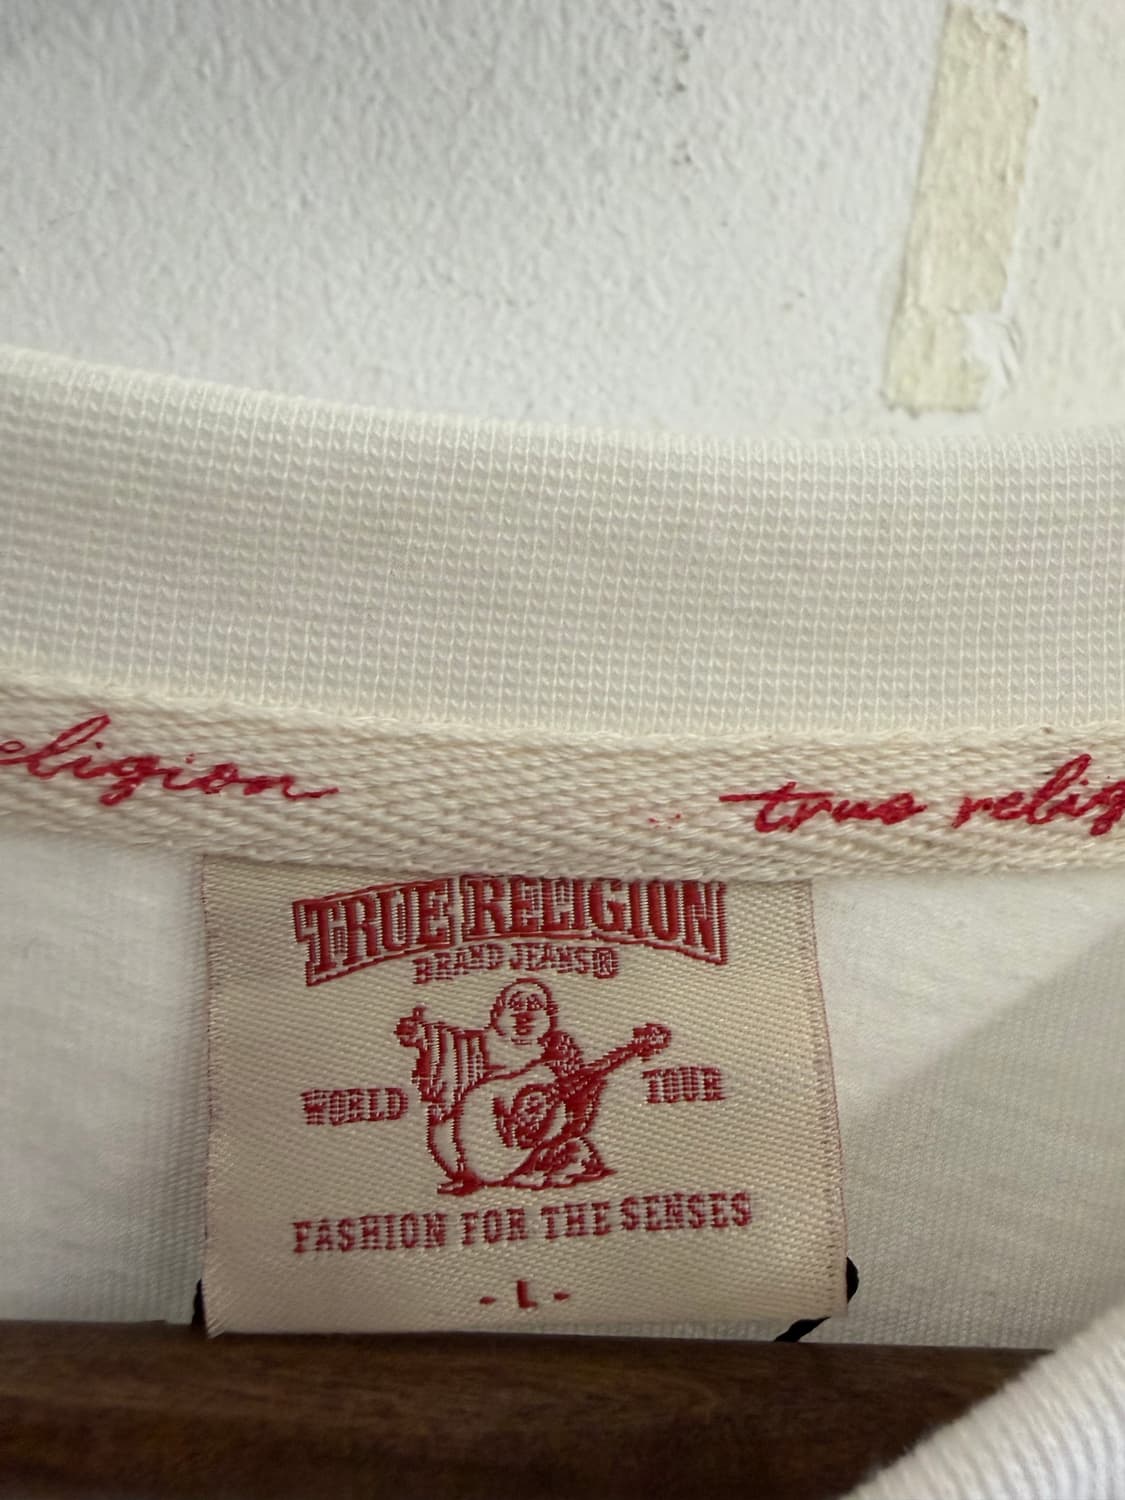 eligion
true relig
TRUE RELIGION
BRAND JEANS®
WORLD TOUR
FASHION FOR THE SENSES
- L -